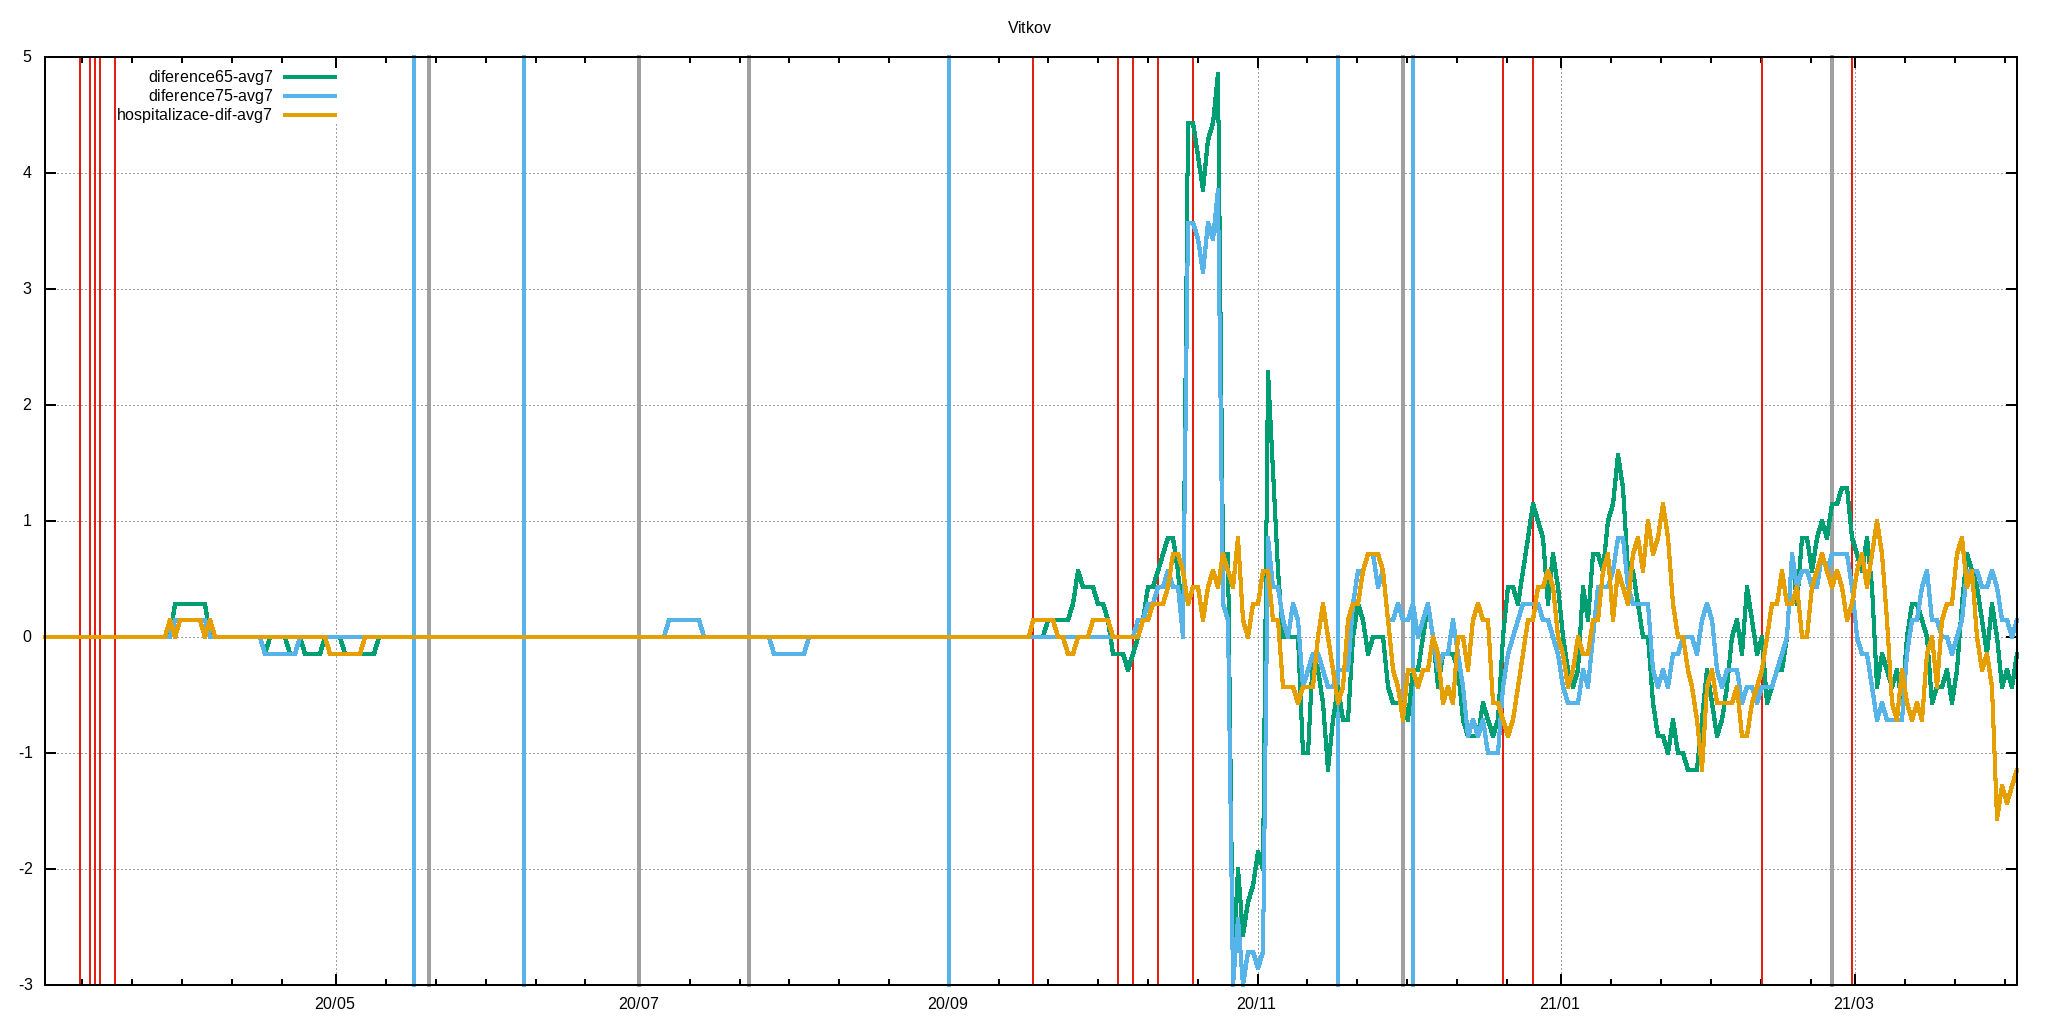 Vitkov
diference65-avg7
diference75-avg7
hospitalizace-dif-avg7
5
4
3
2
1
0
-1
-2
-3
20/05 20/07 20/09 20/11 21/01 21/03